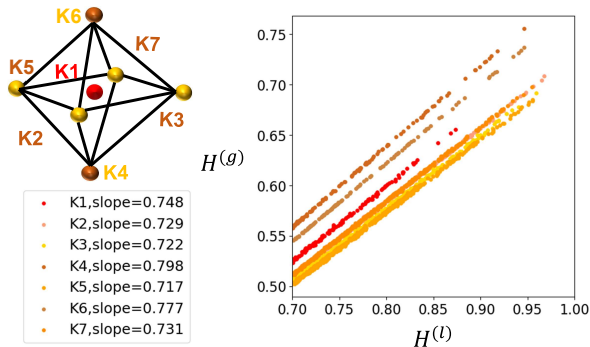 K6
K7
K5
K1
K2
K3
K4
K1,slope=0.748
K2,slope=0.729
K3,slope=0.722
K4,slope=0.798
K5,slope=0.717
K6,slope=0.777
K7,slope=0.731
H^(g)
0.75
0.70
0.65
0.60
0.55
0.50
0.70 0.75 0.80 0.85 0.90 0.95 1.00
H^(l)